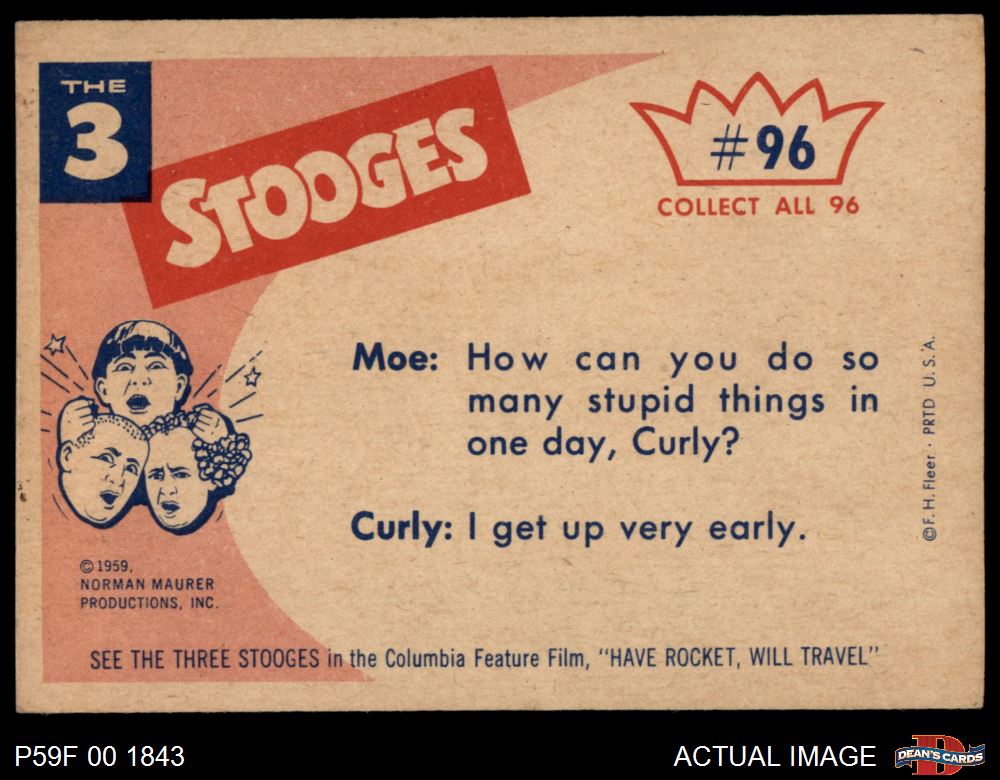 THE
3
STOOGES
#96
COLLECT ALL 96
Moe: How can you do so
many stupid things in
one day, Curly?
Curly: I get up very early.
©F. H. Fleer · PRTD U. S. A.
©1959,
NORMAN MAURER
PRODUCTIONS, INC.
SEE THE THREE STOOGES in the Columbia Feature Film, "HAVE ROCKET, WILL TRAVEL"
P59F 00 1843
ACTUAL IMAGE
D
DEAN'S CARDS